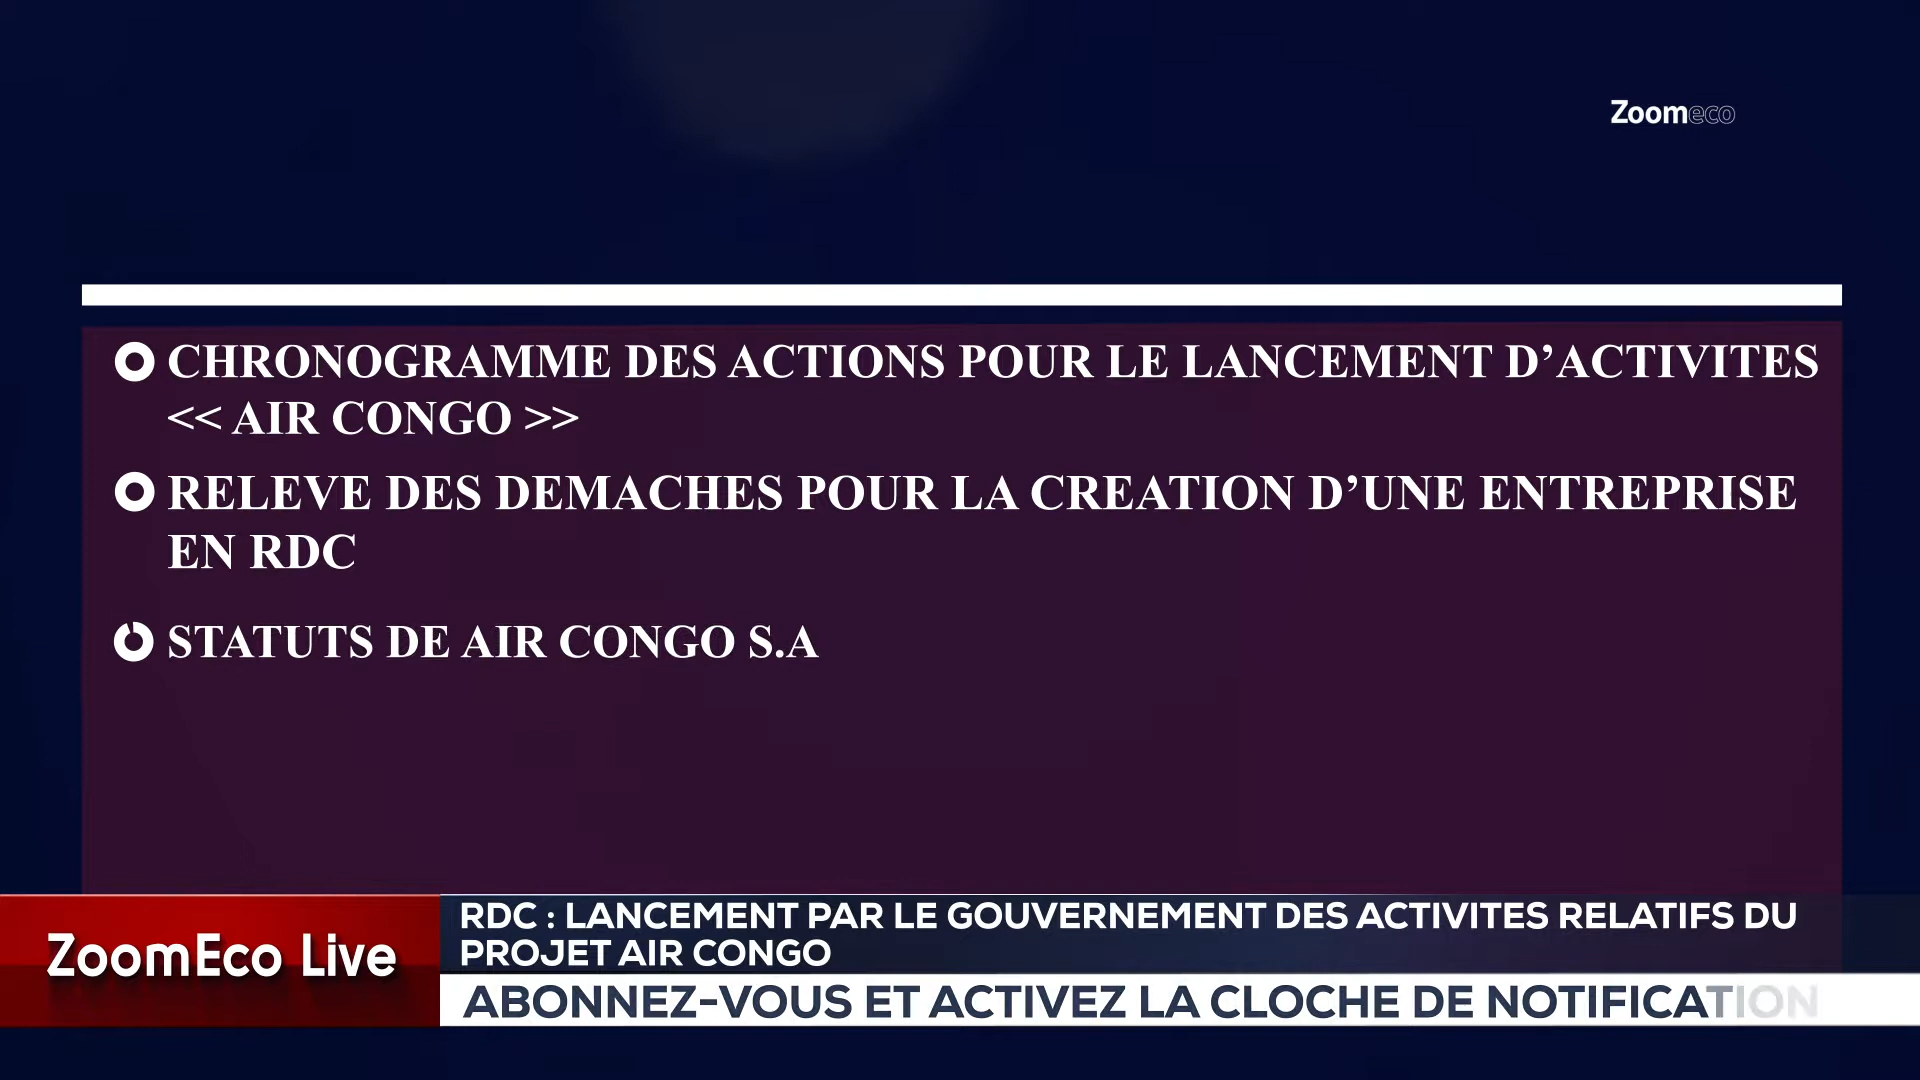 Zoomeco
CHRONOGRAMME DES ACTIONS POUR LE LANCEMENT D’ACTIVITES
<< AIR CONGO >>
RELEVE DES DEMACHES POUR LA CREATION D’UNE ENTREPRISE
EN RDC
STATUTS DE AIR CONGO S.A
ZoomEco Live
RDC : LANCEMENT PAR LE GOUVERNEMENT DES ACTIVITES RELATIFS DU
PROJET AIR CONGO
ABONNEZ-VOUS ET ACTIVEZ LA CLOCHE DE NOTIFICATION